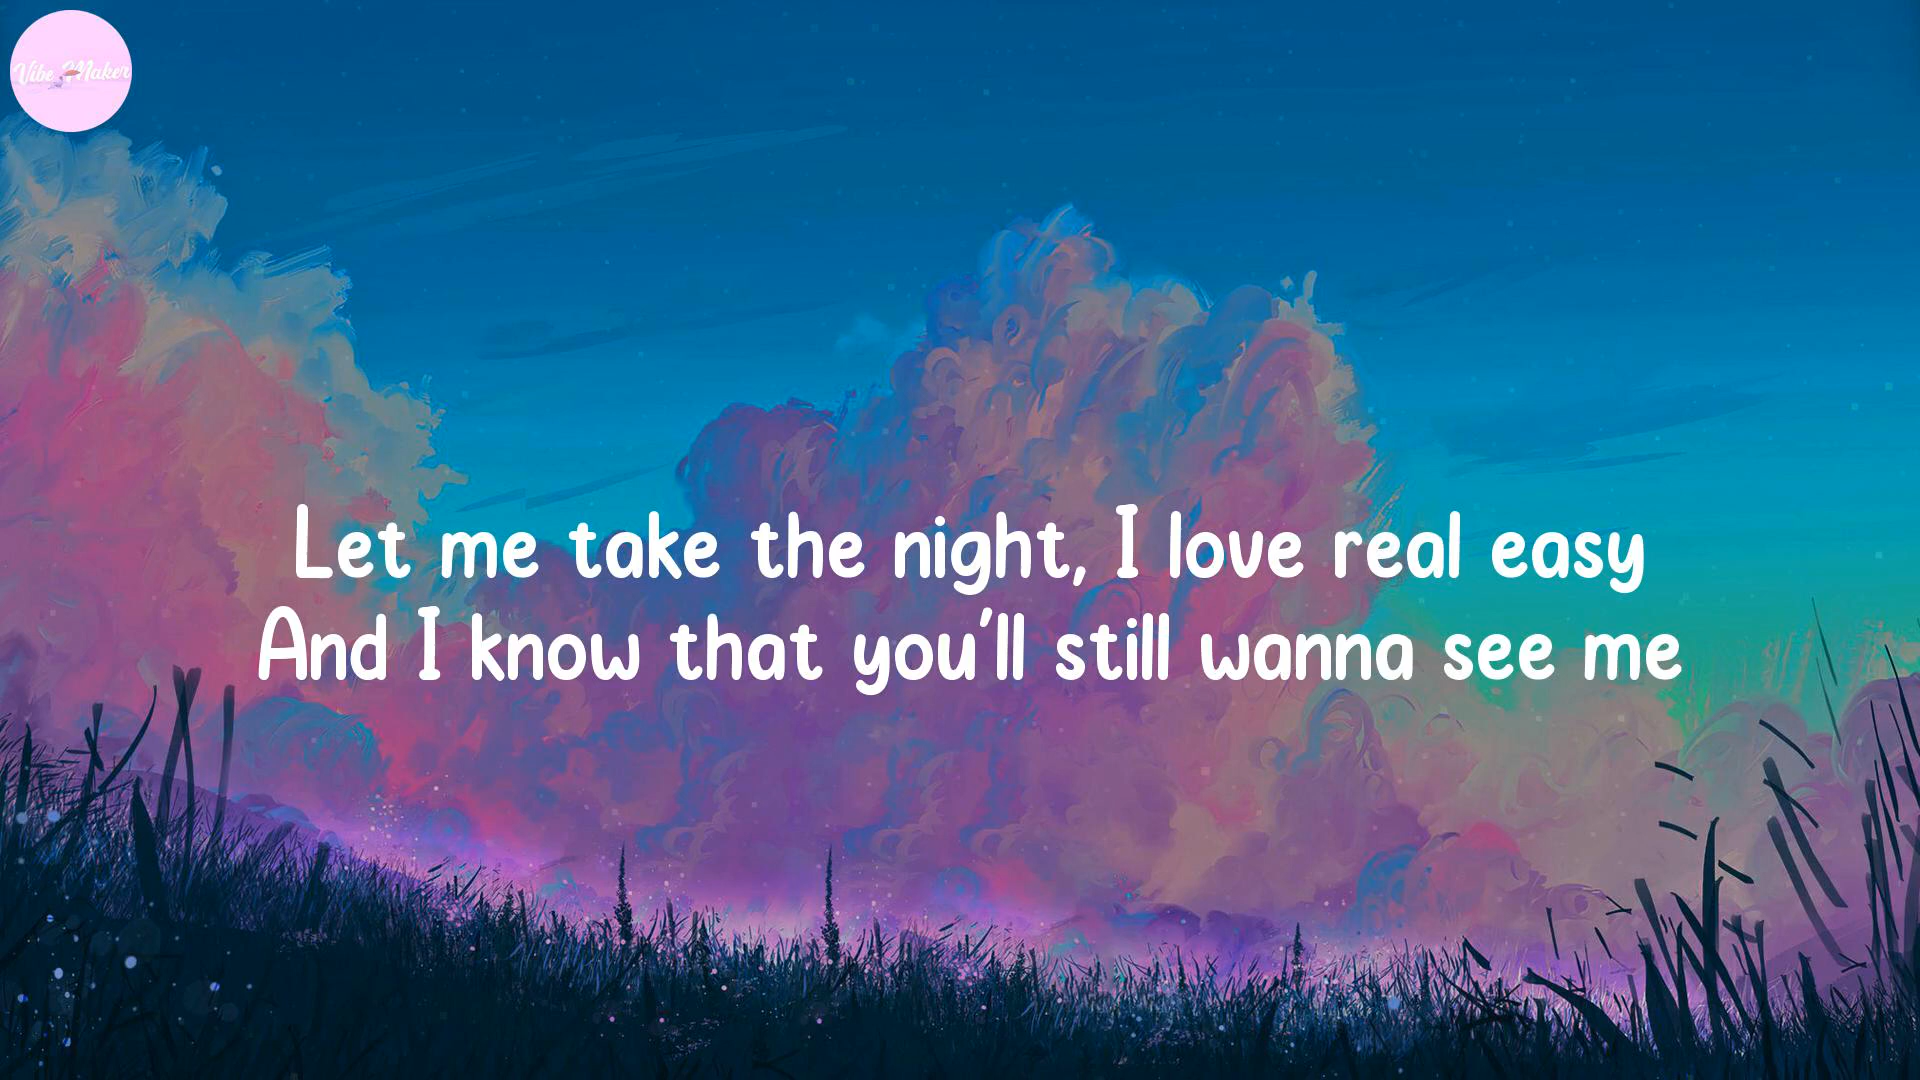 Vibe Maker
Let me take the night, I love real easy
And I know that you'll still wanna see me